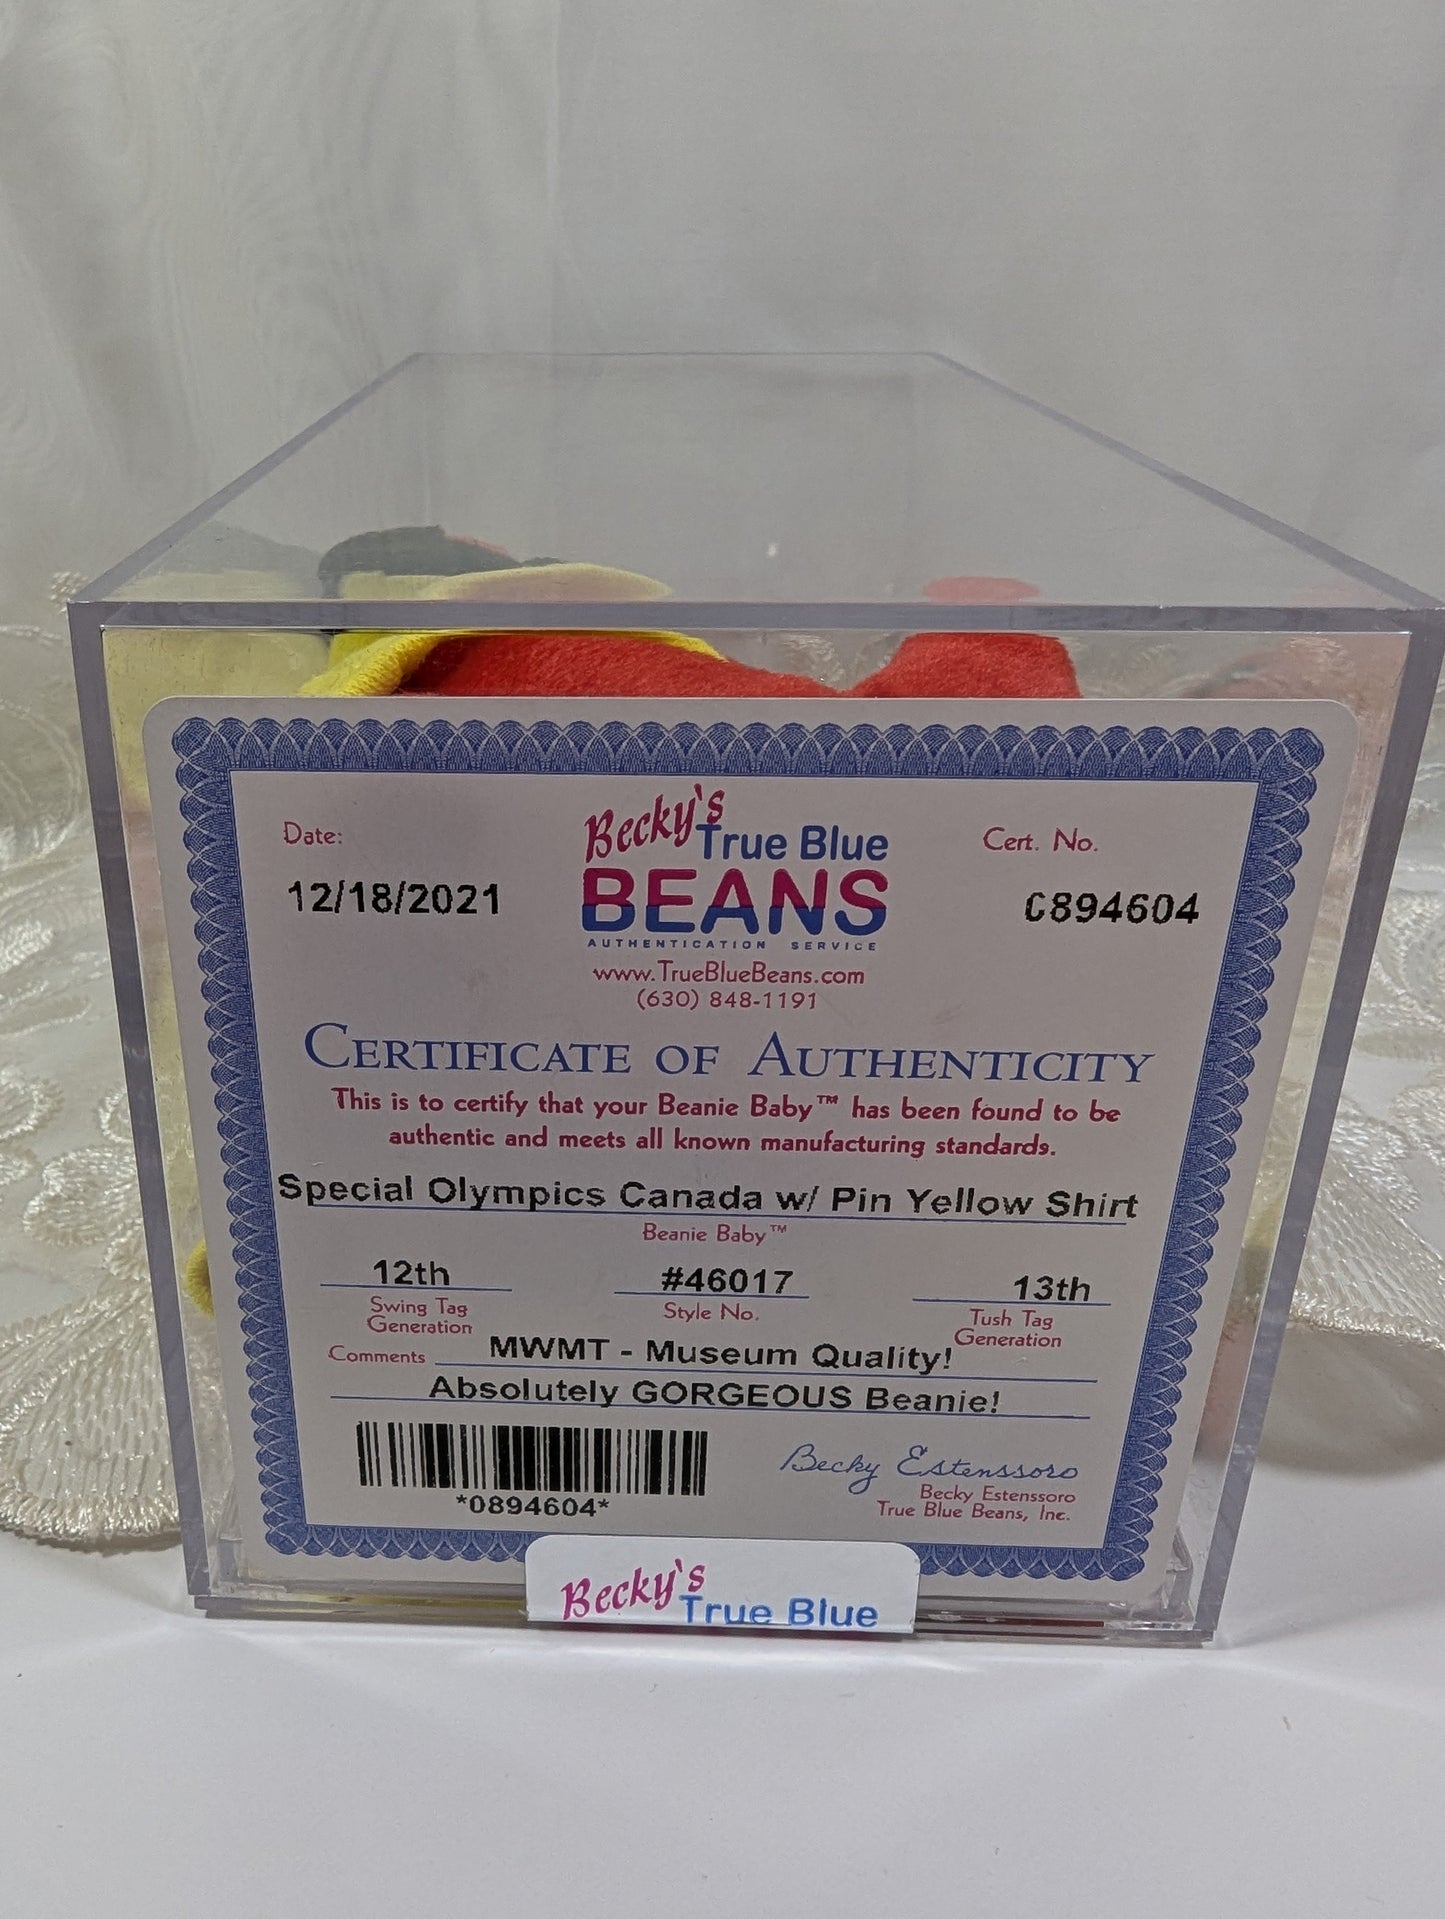 Becky's
True Blue
Date:
Cert. No.
12/18/2021
BEANS
0894604
AUTHENTICATION SERVICE
www.TrueBlueBeans.com
(630) 848-1191
CERTIFICATE OF AUTHENTICITY
This is to certify that your Beanie Baby™ has been found to be
authentic and meets all known manufacturing standards.
Special Olympics Canada w/ Pin Yellow Shirt
Beanie Baby™
12th #46017 13th
Swing Tag Generation
Style No.
Tush Tag Generation
Comments MWMT - Museum Quality!
Absolutely GORGEOUS Beanie!
*0894604*
Becky Estenssoro
Becky Estenssoro
True Blue Beans, Inc.
Becky's
True Blue